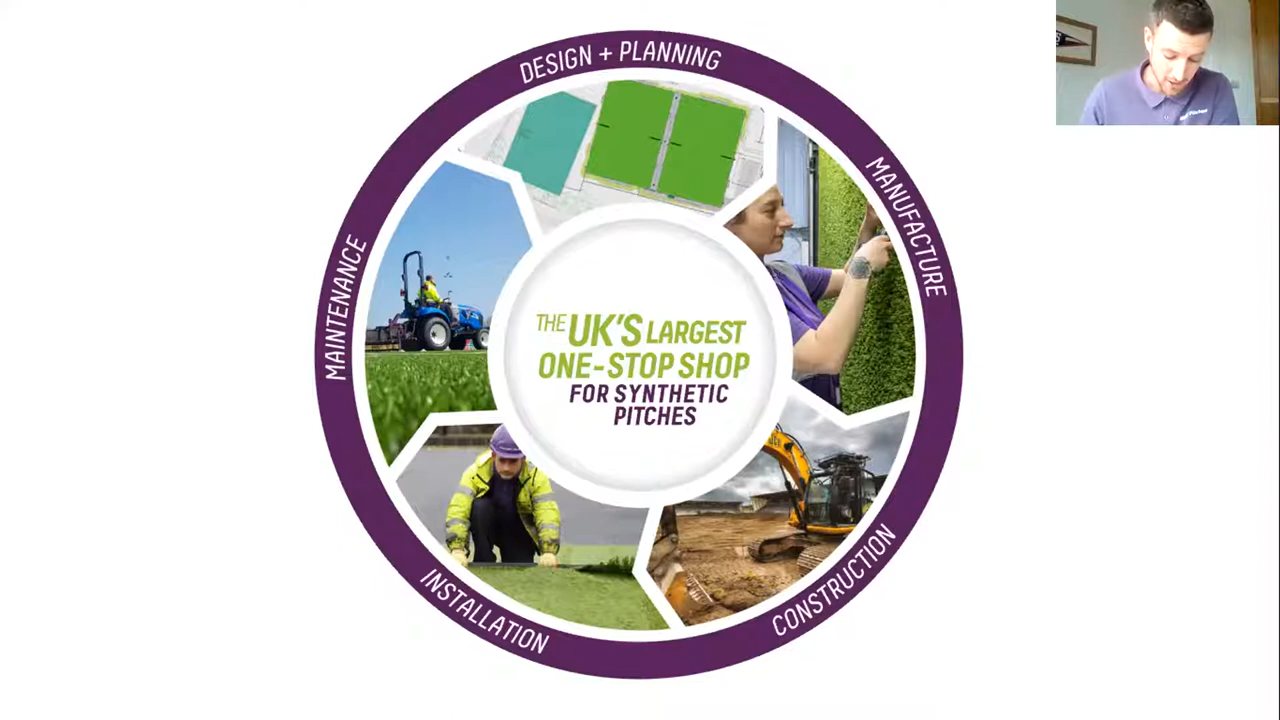 DESIGN + PLANNING
MANUFACTURE
MAINTENANCE
THE UK'S LARGEST
ONE-STOP SHOP
FOR SYNTHETIC
PITCHES
INSTALLATION
CONSTRUCTION